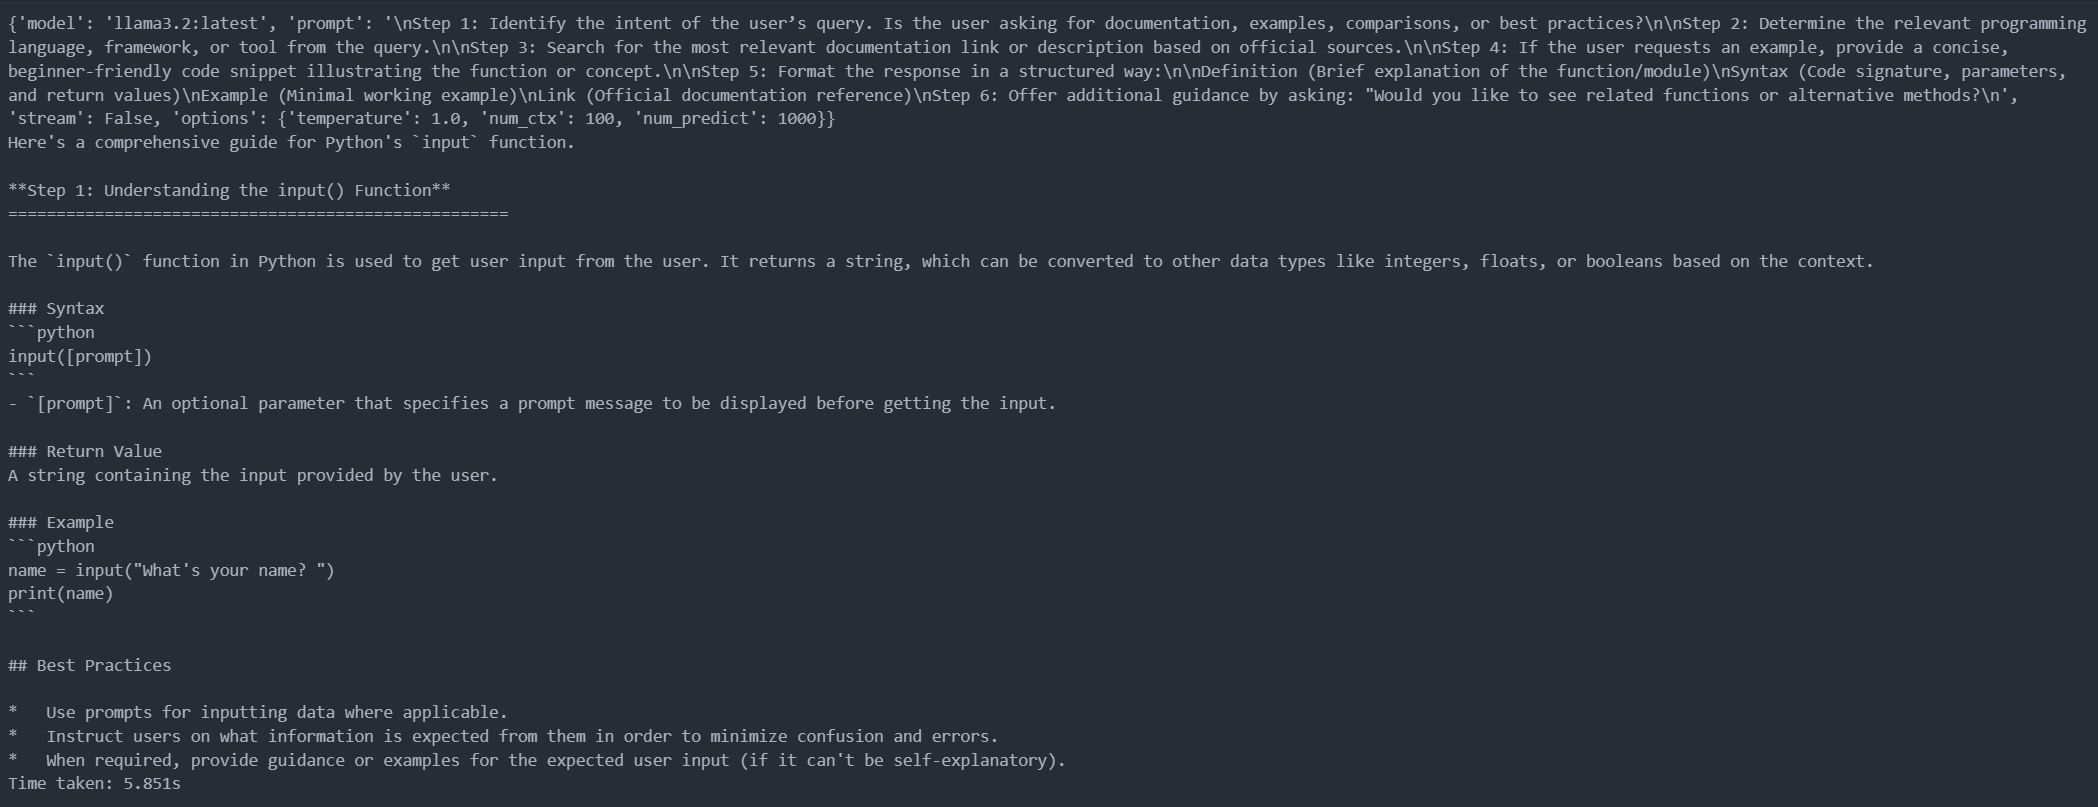 {'model': 'llama3.2:latest', 'prompt': '\nStep 1: Identify the intent of the user’s query. Is the user asking for documentation, examples, comparisons, or best practices?\n\nStep 2: Determine the relevant programming
language, framework, or tool from the query.\n\nStep 3: Search for the most relevant documentation link or description based on official sources.\n\nStep 4: If the user requests an example, provide a concise,
beginner-friendly code snippet illustrating the function or concept.\n\nStep 5: Format the response in a structured way:\n\nDefinition (Brief explanation of the function/module)\nSyntax (Code signature, parameters,
and return values)\nExample (Minimal working example)\nLink (Official documentation reference)\nStep 6: Offer additional guidance by asking: "Would you like to see related functions or alternative methods?\n',
'stream': False, 'options': {'temperature': 1.0, 'num_ctx': 100, 'num_predict': 1000}}
Here's a comprehensive guide for Python's `input` function.

**Step 1: Understanding the input() Function**
====================================================

The `input()` function in Python is used to get user input from the user. It returns a string, which can be converted to other data types like integers, floats, or booleans based on the context.

### Syntax
```python
input([prompt])
```
- `[prompt]`: An optional parameter that specifies a prompt message to be displayed before getting the input.

### Return Value
A string containing the input provided by the user.

### Example
```python
name = input("What's your name? ")
print(name)
```

## Best Practices

*   Use prompts for inputting data where applicable.
*   Instruct users on what information is expected from them in order to minimize confusion and errors.
*   When required, provide guidance or examples for the expected user input (if it can't be self-explanatory).
Time taken: 5.851s